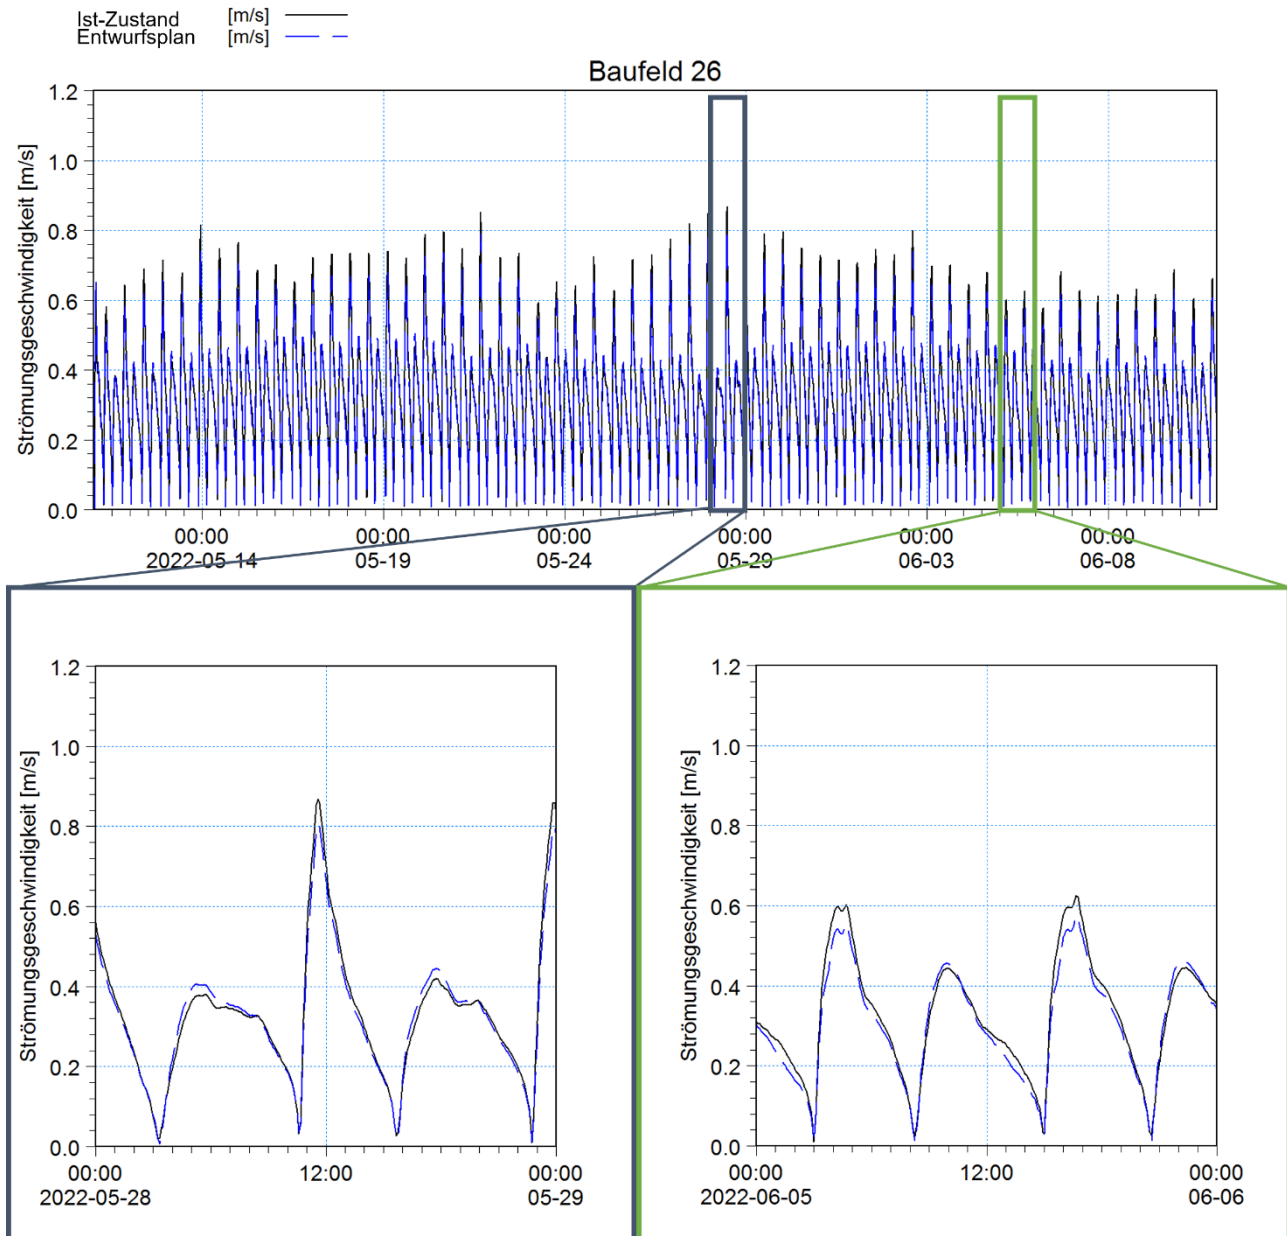 Ist-Zustand [m/s]
Entwurfsplan [m/s]
Baufeld 26
Strömungsgeschwindigkeit [m/s]
1.2
1.0
0.8
0.6
0.4
0.2
0.0
00:00 00:00 00:00 00:00 00:00 00:00
2022-05-14 05-19 05-24 05-29 06-03 06-08
Strömungsgeschwindigkeit [m/s]
1.2
1.0
0.8
0.6
0.4
0.2
0.0
00:00 12:00 00:00
2022-05-28 05-29
Strömungsgeschwindigkeit [m/s]
1.2
1.0
0.8
0.6
0.4
0.2
0.0
00:00 12:00 00:00
2022-06-05 06-06